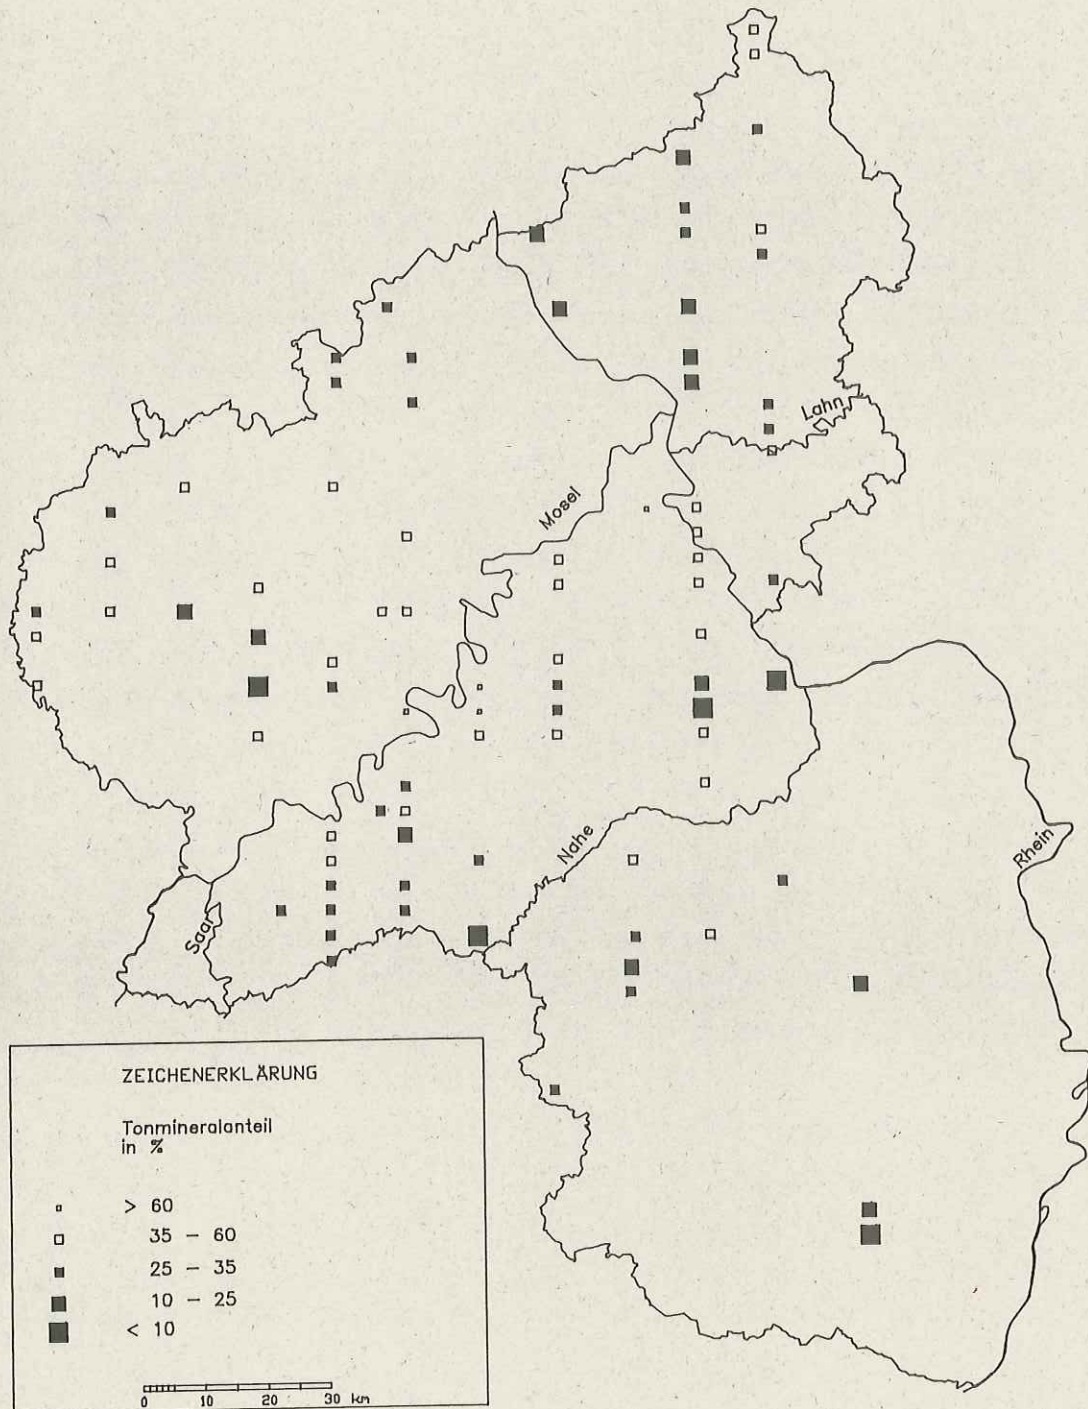 Lahn
Mosel
Nahe
Rhein
Saar
ZEICHENERKLÄRUNG
Tonmineralanteil
in %
> 60
35 - 60
25 - 35
10 - 25
< 10
0 10 20 30 km